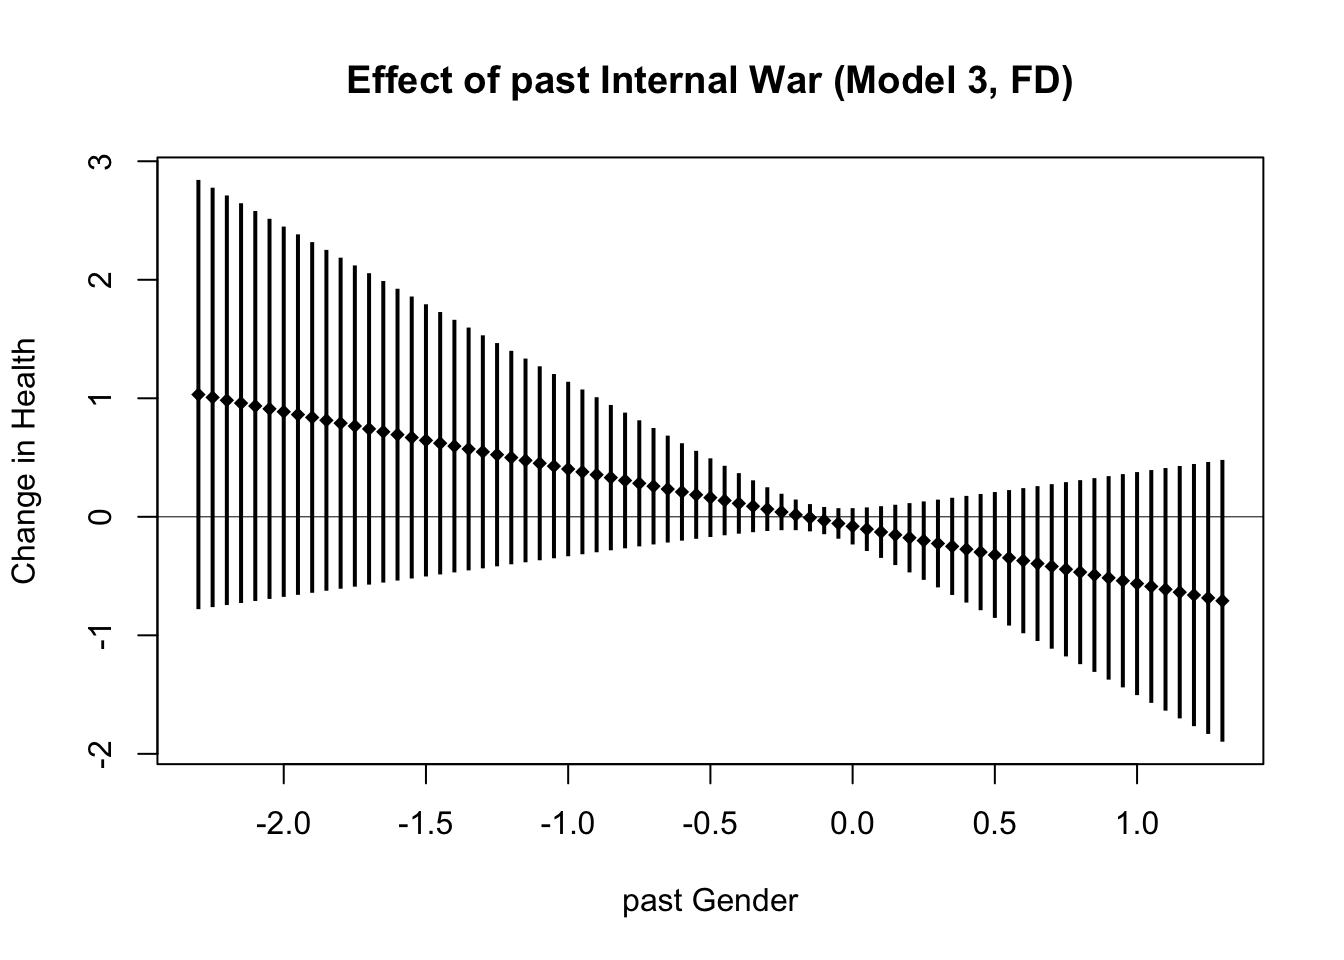 Effect of past Internal War (Model 3, FD)
3
2
1
0
-1
-2
Change in Health
-2.0 -1.5 -1.0 -0.5 0.0 0.5 1.0
past Gender